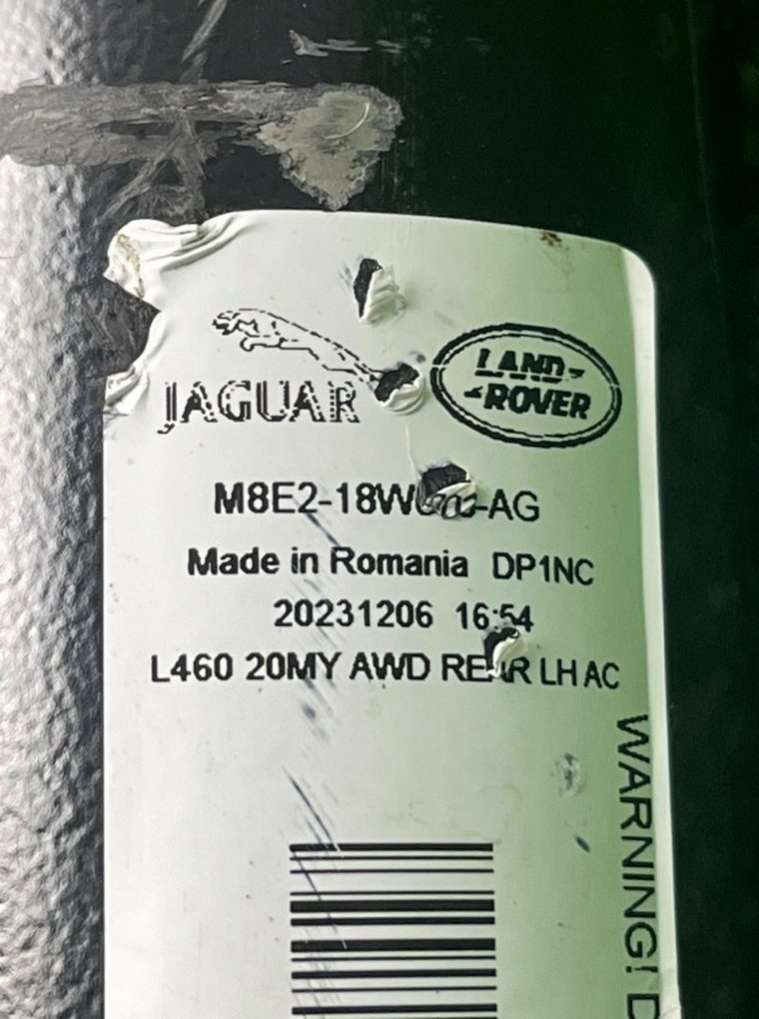 JAGUAR
LAND-
-ROVER
Made in Romania DP1NC
20231206 16:54
L460 20MY AWD LH AC
WARNING!